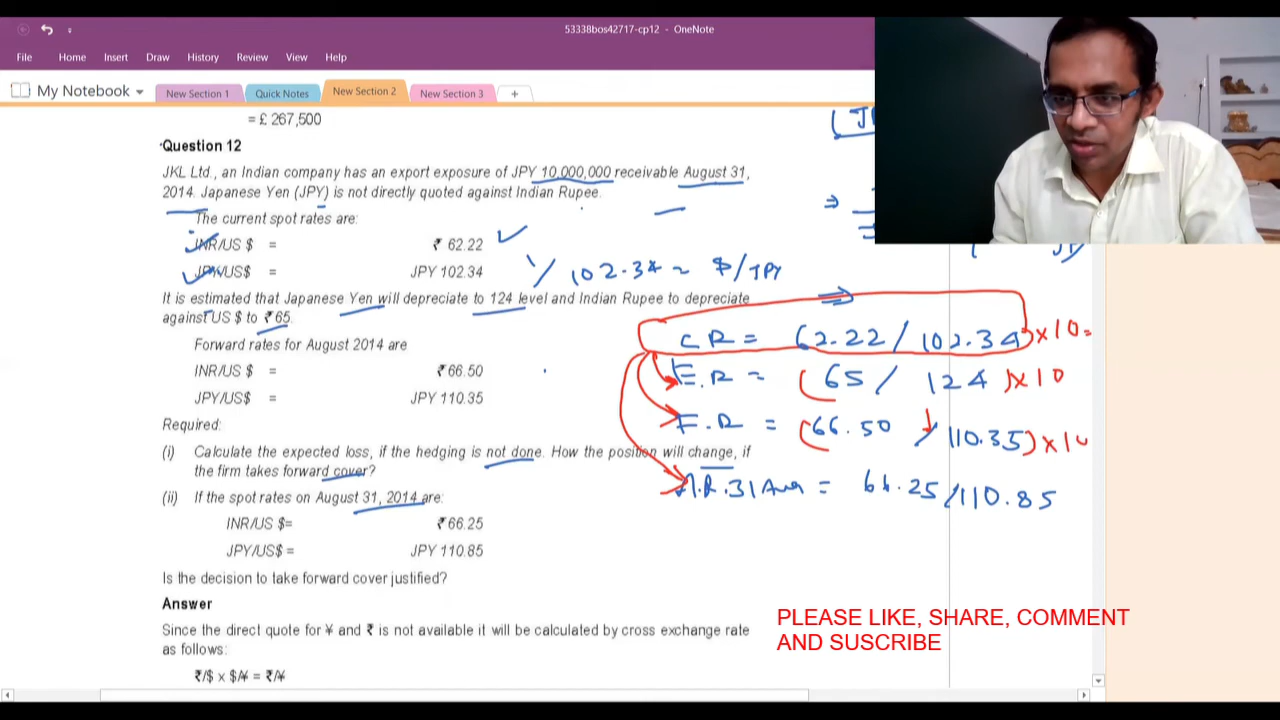 53338bos42717-cp12 - OneNote
File Home Insert Draw History Review View Help
My Notebook New Section 1 Quick Notes New Section 2 New Section 3 +
= £ 267,500
Question 12
JKL Ltd., an Indian company has an export exposure of JPY 10,000,000 receivable August 31,
2014. Japanese Yen (JPY) is not directly quoted against Indian Rupee.
The current spot rates are:
INR/US $ = ₹ 62.22
JPY/US$ = JPY 102.34
1/102.34 = $/JPY
It is estimated that Japanese Yen will depreciate to 124 level and Indian Rupee to depreciate
against US $ to ₹ 65.
Forward rates for August 2014 are
INR/US $ = ₹ 66.50
JPY/US$ = JPY 110.35
Required:
(i) Calculate the expected loss, if the hedging is not done. How the position will change, if
the firm takes forward cover?
(ii) If the spot rates on August 31, 2014 are:
INR/US $= ₹ 66.25
JPY/US$ = JPY 110.85
Is the decision to take forward cover justified?
Answer
Since the direct quote for ¥ and ₹ is not available it will be calculated by cross exchange rate
as follows:
₹/$ x $/¥ = ₹/¥
CR = 62.22 / 102.34) x 10=
E.R = (65 / 124) x 10
F.R = (66.50 / 110.35) x 10
31 Aug = 66.25/110.85
PLEASE LIKE, SHARE, COMMENT
AND SUSCRIBE